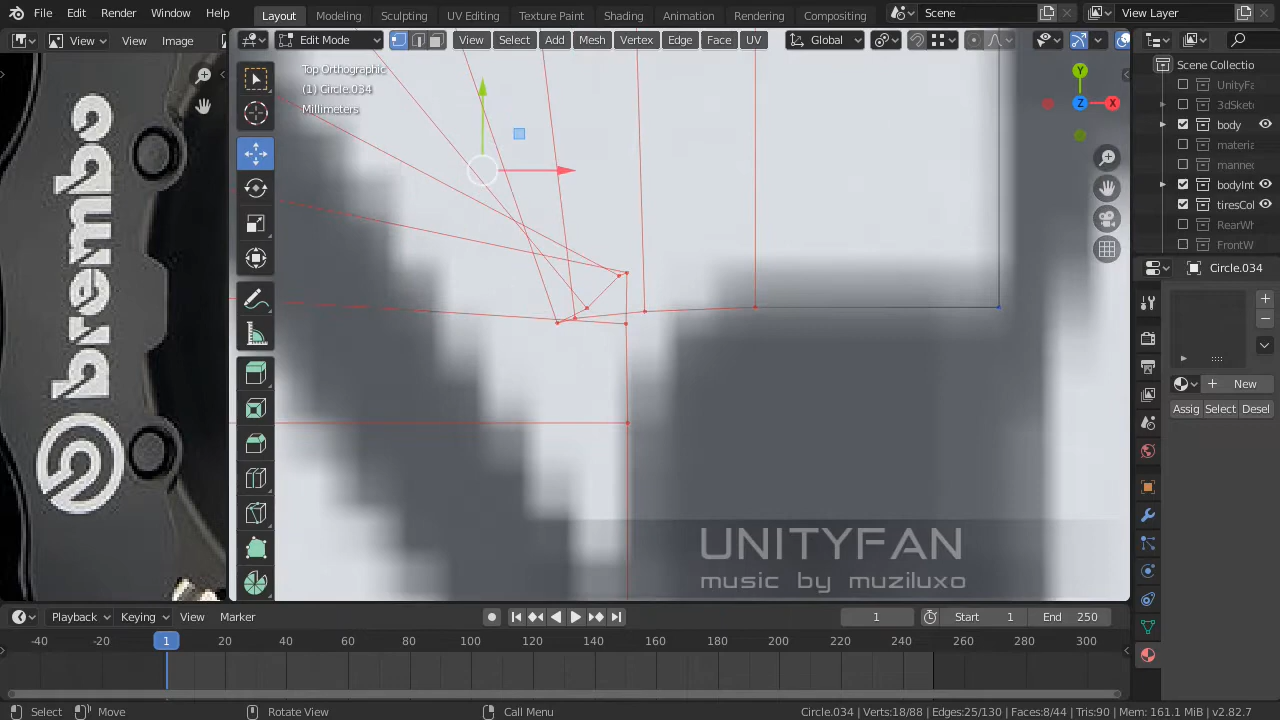 File Edit Render Window Help
Layout Modeling Sculpting UV Editing Texture Paint Shading Animation Rendering Compositing
Scene
View Layer
View View Image
Edit Mode
View Select Add Mesh Vertex Edge Face UV
Global
Top Orthographic
(1) Circle.034
Millimeters
Y
Z
X
brembo
Scene Collectio
UnityFa
3dSket
body
materia
manned
bodyInt
tiresCol
RearWh
FrontW
Circle.034
New
Assig Select Desel
UNITYFAN
music by muziluxo
Playback Keying View Marker
1
Start 1
End 250
-40 -20 1 20 40 60 80 100 120 140 160 180 200 220 240 260 280 300
Select Move Rotate View Call Menu
Circle.034 | Verts:18/88 | Edges:25/130 | Faces:8/44 | Tris:90 | Mem: 161.1 MiB | v2.82.7